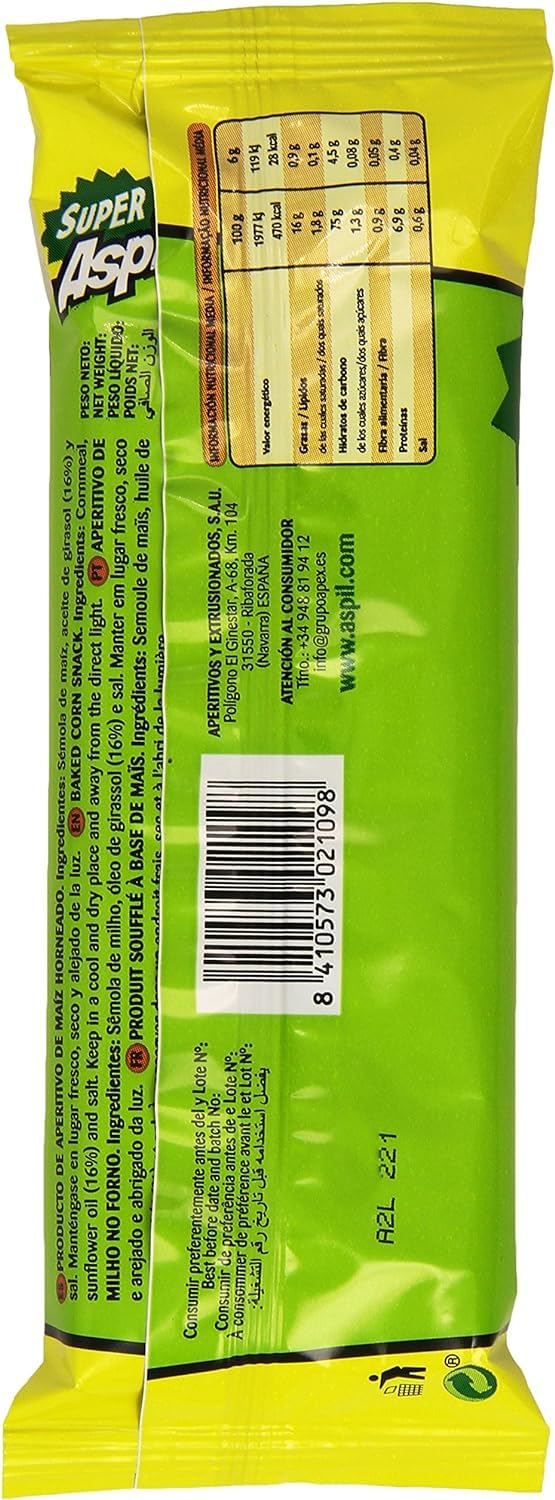 SUPER
Asp
PESO NETO:
NET WEIGHT:
PESO LÍQUIDO:
POIDS NET:
الوزن الصافي
ES PRODUCTO DE APERITIVO DE MAÍZ HORNEADO. Ingredientes: Sémola de maíz, aceite de girasol (16%) y
sal. Manténgase en lugar fresco, seco y alejado de la luz. EN BAKED CORN SNACK. Ingredients: Cornmeal,
sunflower oil (16%) and salt. Keep in a cool and dry place and away from the direct light. PT APERITIVO DE
MILHO NO FORNO. Ingredientes: Sêmola de milho, óleo de girassol (16%) e sal. Manter em lugar fresco, seco
e arejado e abrigado da luz. FR PRODUIT SOUFFLÉ À BASE DE MAÏS. Ingrédients: Semoule de maïs, huile de
frais, sec et à l'abri de la lumière
INFORMACIÓN NUTRICIONAL MEDIA / INFORMAÇÃO NUTRICIONAL MÉDIA
100 g 6 g
Valor energético 1977 kj 119 kj
470 kcal 28 kcal
Grasas / Lípidos 16 g 0,9 g
de las cuales saturadas / dos quais saturados 1,8 g 0,1 g
Hidratos de carbono 75 g 4,5 g
de los cuales azúcares/dos quais açúcares 1,3 g 0,08 g
Fibra alimentaria / Fibra 0,9 g 0,05 g
Proteínas 6,9 g 0,4 g
Sal 0,6 g 0,04 g
APERITIVOS Y EXTRUSIONADOS, S.A.U.
Polígono El Ginestar, A-68, Km. 104
31550 - Ribaforada
(Navarra) ESPAÑA
ATENCIÓN AL CONSUMIDOR
Tfno.: +34 948 81 94 12
info@grupoapex.es
www.aspil.com
8 410573 021098
Consumir preferentemente antes del y Lote Nº:
Best before date and batch No:
Consumir de preferência antes de e Lote Nº:
À consommer de préférence avant le et Lot Nº:
يفضل استخدامه قبل تاريخ رقم التشغيلة:
A2L 221
®